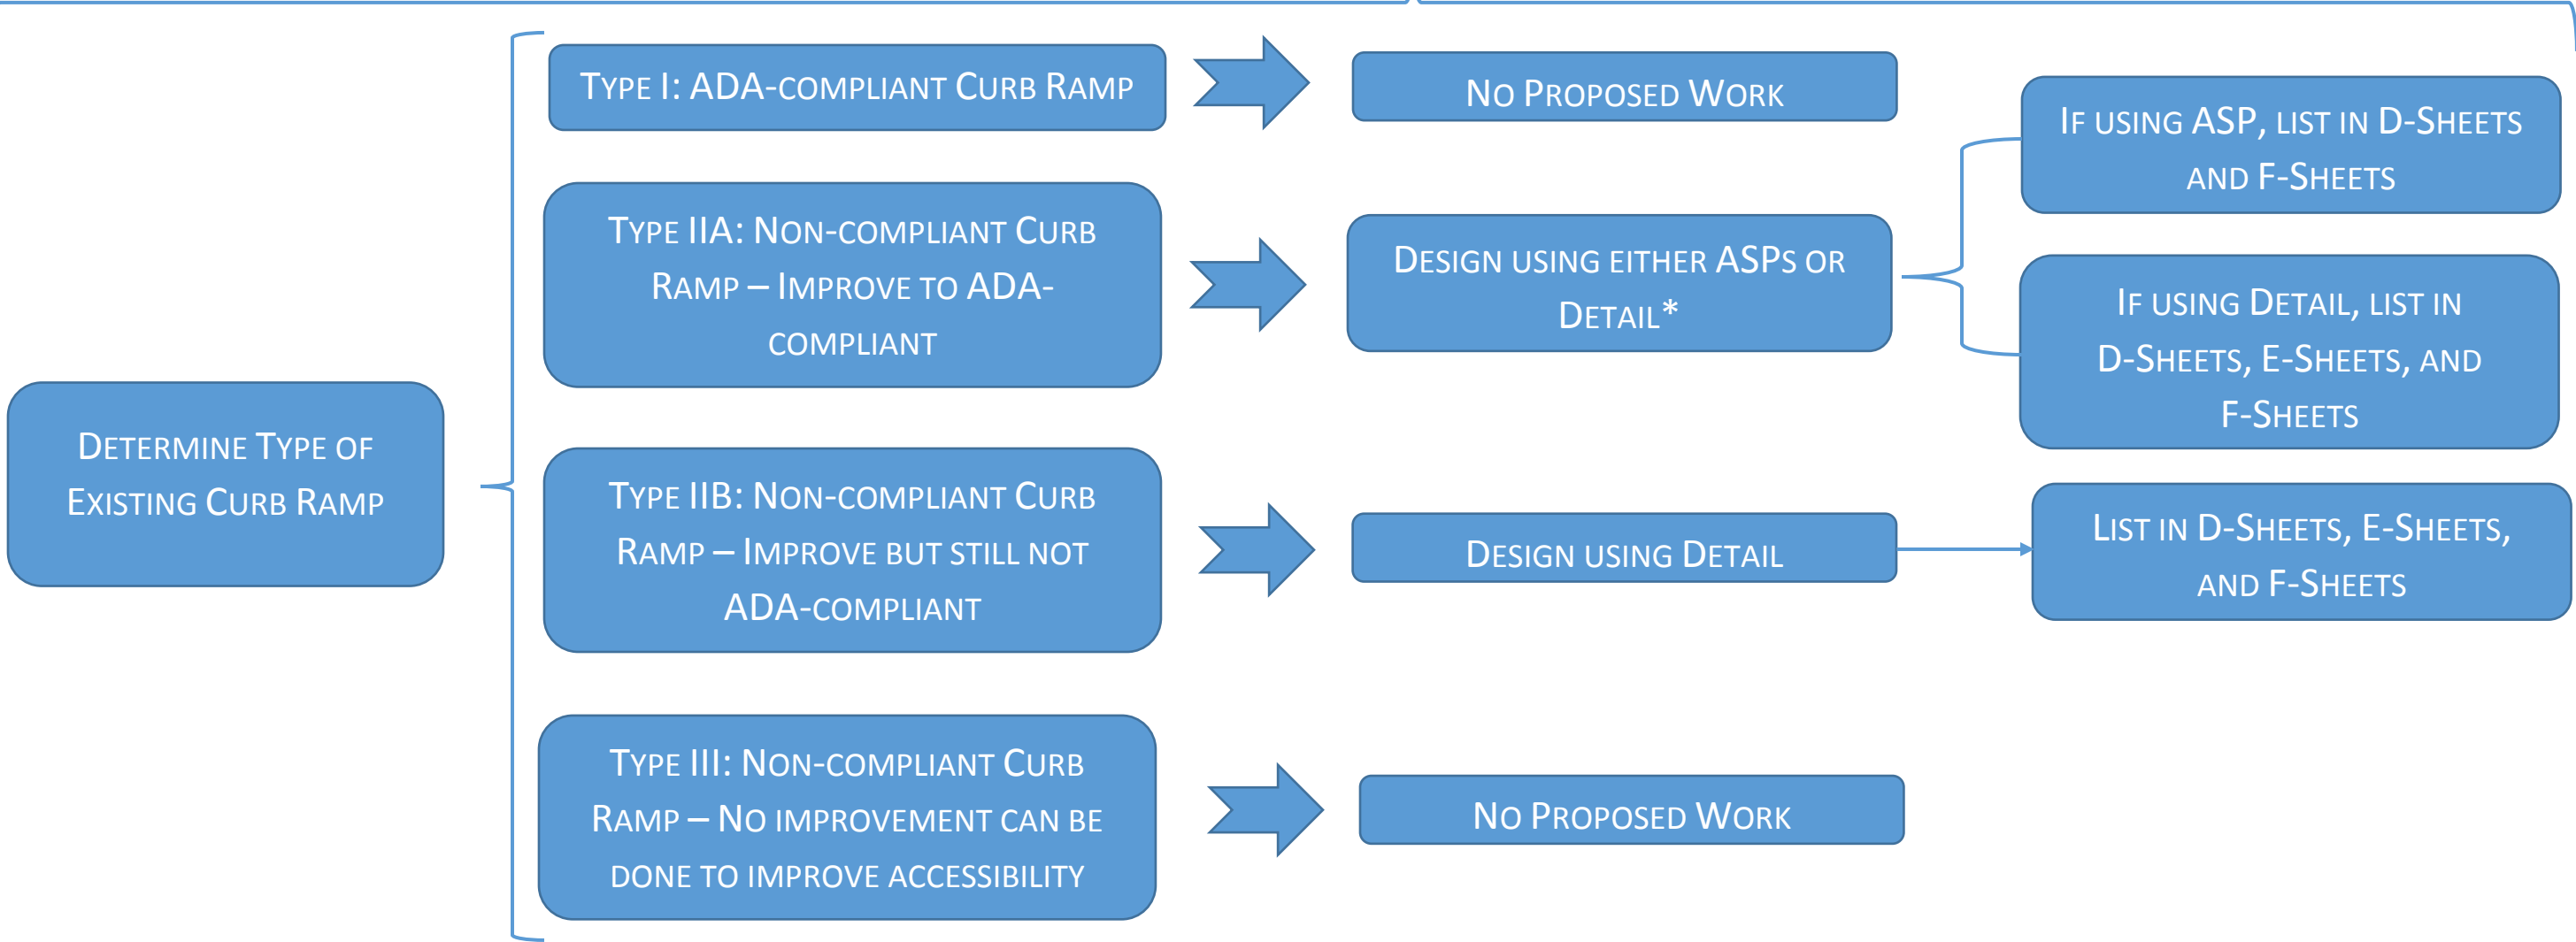 Determine Type of
Existing Curb Ramp
Type I: ADA-compliant Curb Ramp
No Proposed Work
Type IIA: Non-compliant Curb
Ramp – Improve to ADA-
compliant
Design using either ASPs or
Detail*
If using ASP, list in D-Sheets
and F-Sheets
If using Detail, list in
D-Sheets, E-Sheets, and
F-Sheets
Type IIB: Non-compliant Curb
Ramp – Improve but still not
ADA-compliant
Design using Detail
List in D-Sheets, E-Sheets,
and F-Sheets
Type III: Non-compliant Curb
Ramp – No improvement can be
done to improve accessibility
No Proposed Work